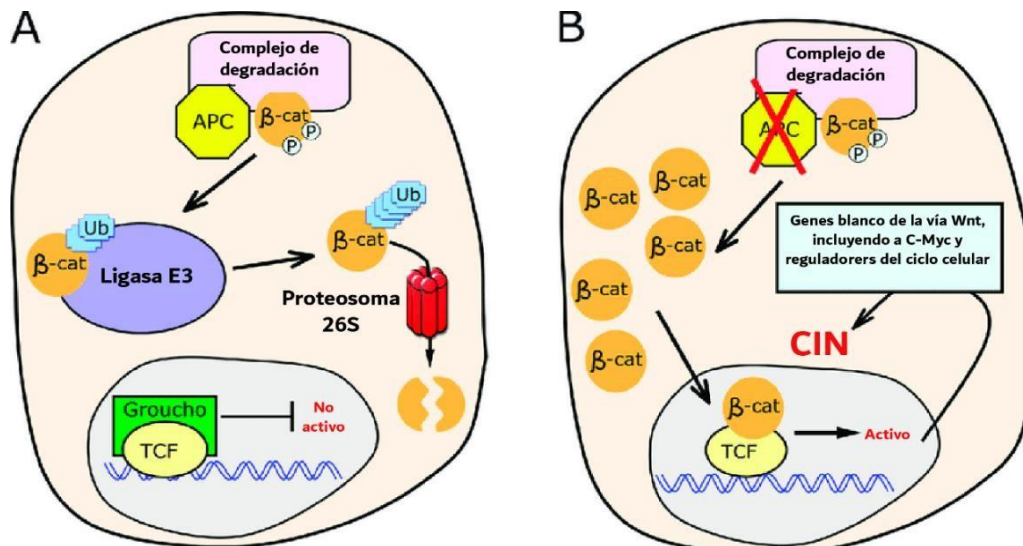 A
Complejo de
degradación
APC
β-cat
P
P
Ub
β-cat
Ligasa E3
Ub
β-cat
Proteosoma
26S
Groucho
TCF
No
activo
B
Complejo de
degradación
APC
β-cat
P
P
β-cat
β-cat
β-cat
β-cat
β-cat
Genes blanco de la vía Wnt,
incluyendo a C-Myc y
reguladorers del ciclo celular
CIN
β-cat
TCF
Activo